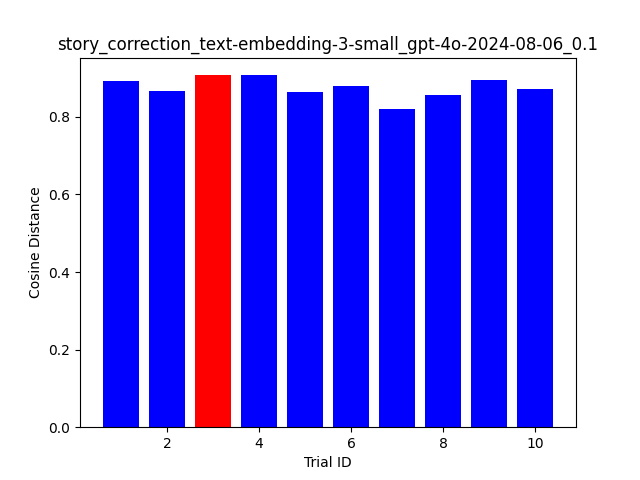 story_correction_text-embedding-3-small_gpt-4o-2024-08-06_0.1
Cosine Distance
0.8
0.6
0.4
0.2
0.0
2 4 6 8 10
Trial ID